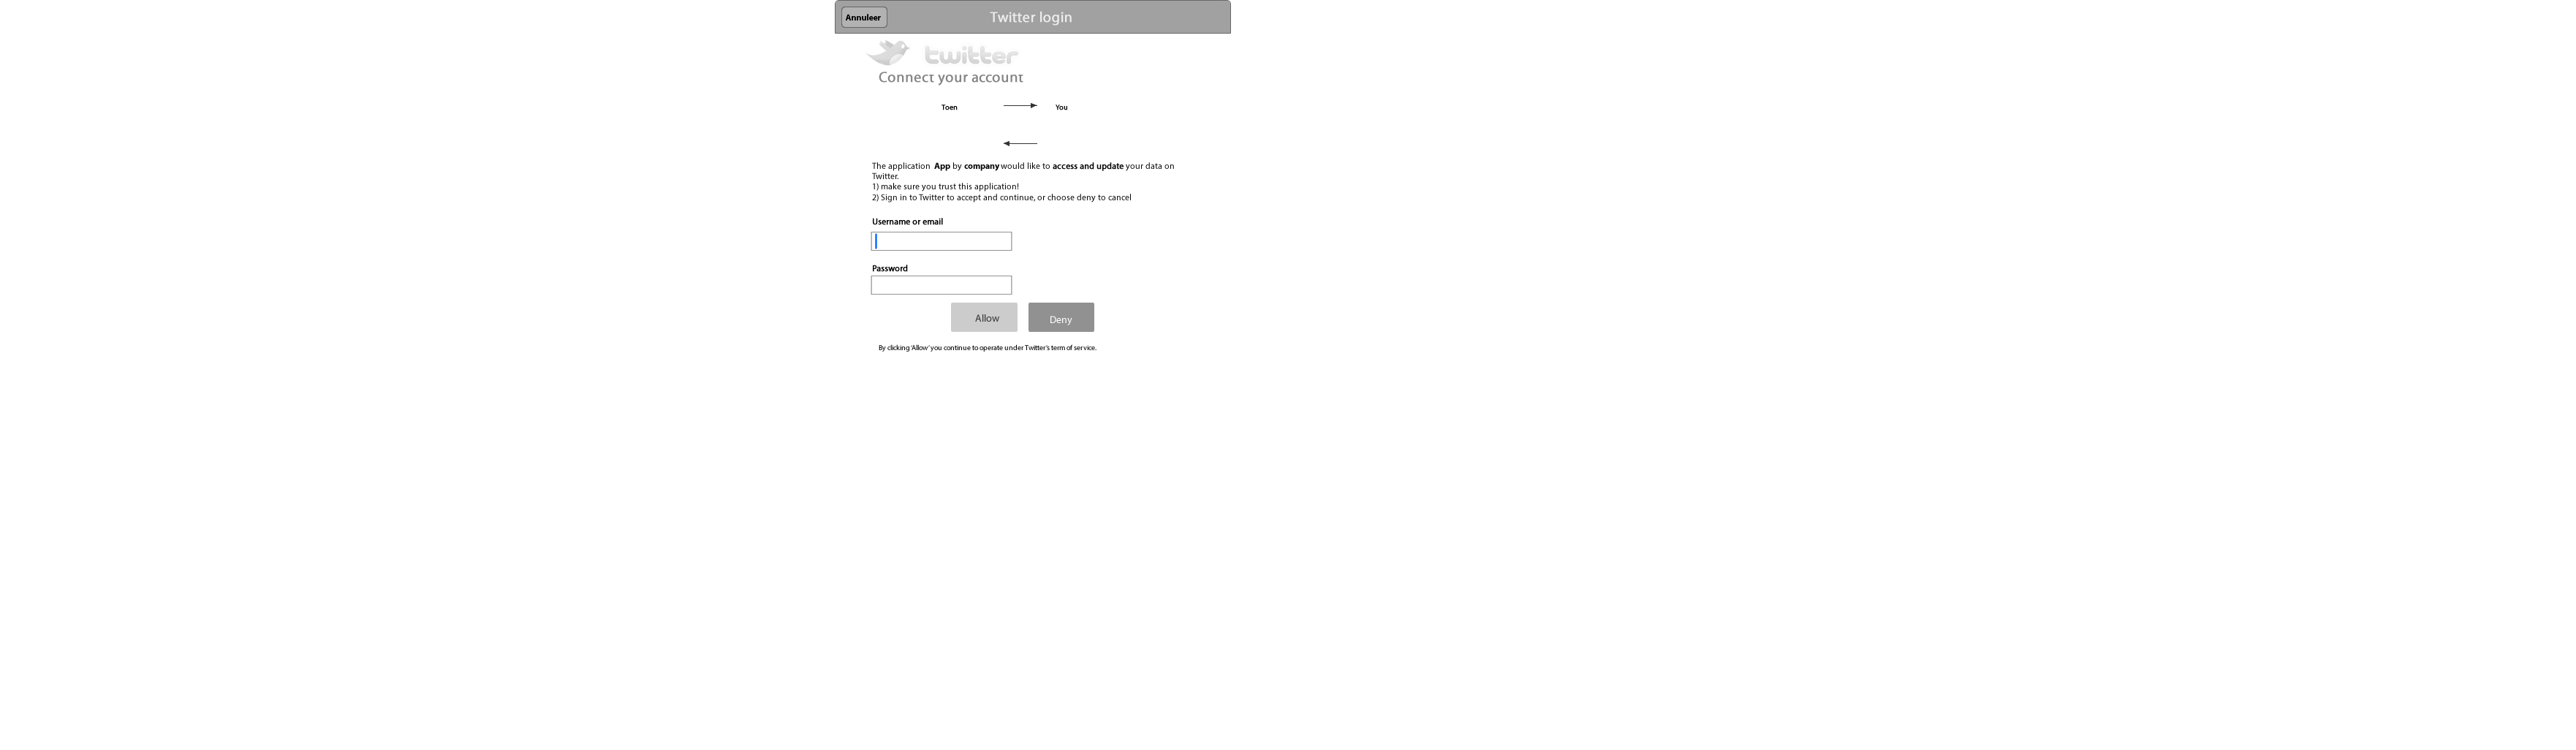 Annuleer
Twitter login
twitter
Connect your account
Toen
You
The application App by company would like to access and update your data on
Twitter.
1) make sure you trust this application!
2) Sign in to Twitter to accept and continue, or choose deny to cancel
Username or email
Password
Allow
Deny
By clicking 'Allow' you continue to operate under Twitter's term of service.